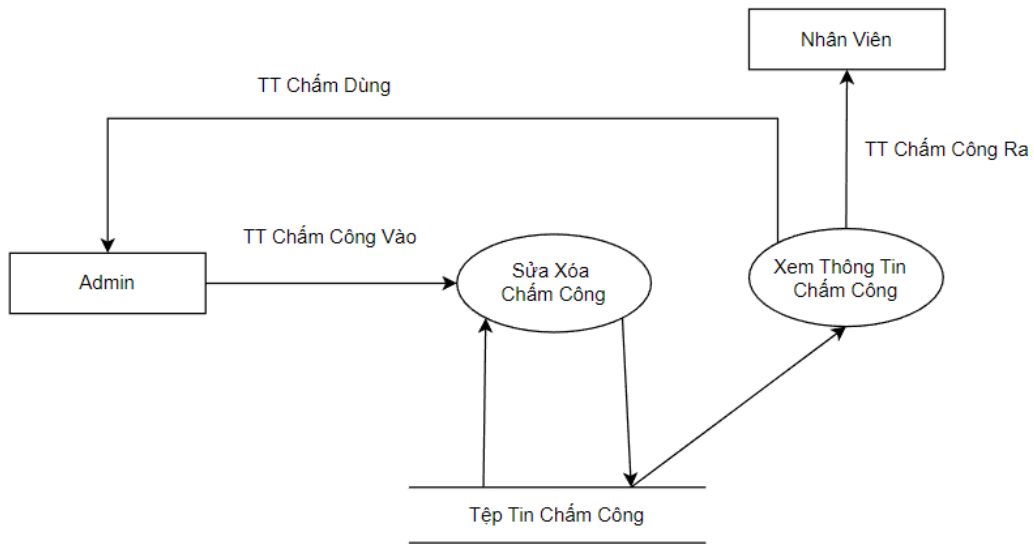 Nhân Viên
TT Chấm Dùng
TT Chấm Công Ra
TT Chấm Công Vào
Admin
Sửa Xóa
Chấm Công
Xem Thông Tin
Chấm Công
Tệp Tin Chấm Công